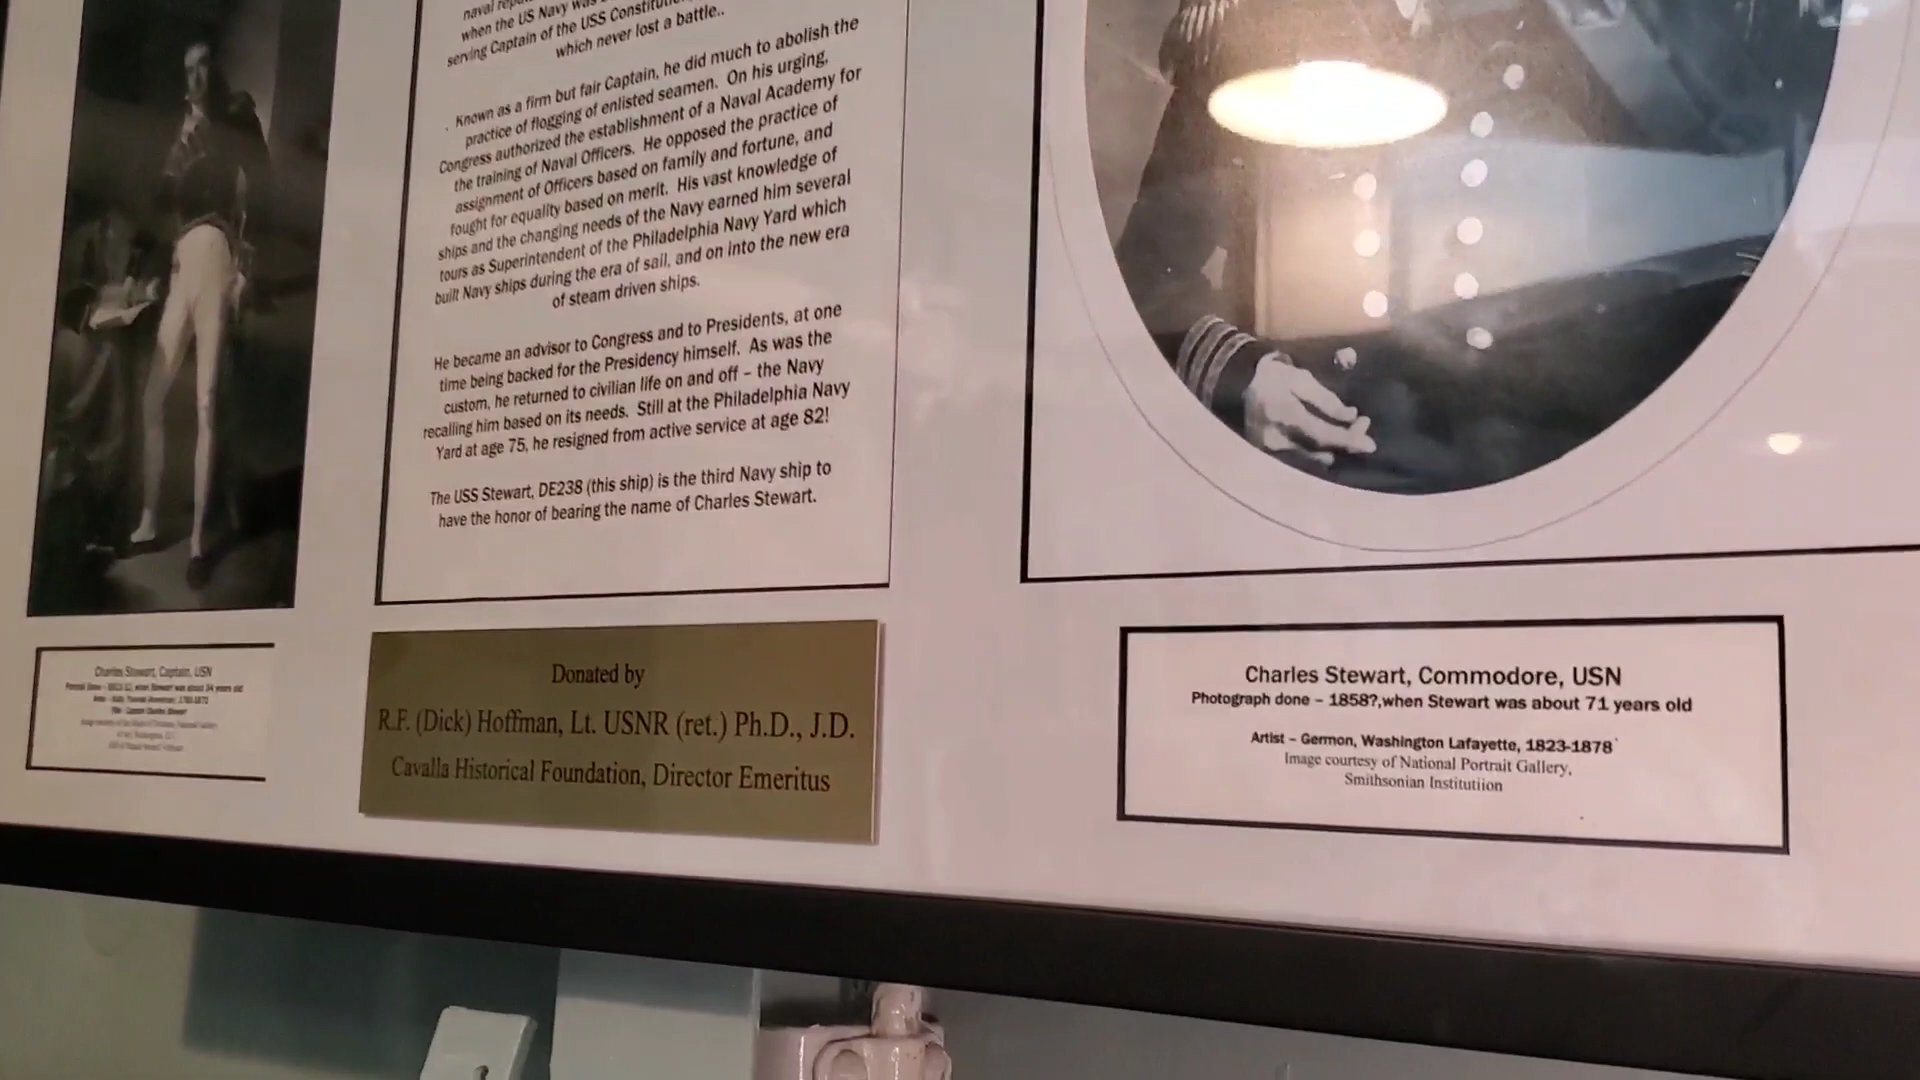 naval
when the US Navy was
serving Captain of the USS
which never lost a battle..
Known as a firm but fair Captain, he did much to abolish the
practice of flogging of enlisted seamen. On his urging,
Congress authorized the establishment of a Naval Academy for
the training of Naval Officers. He opposed the practice of
assignment of Officers based on family and fortune, and
fought for equality based on merit. His vast knowledge of
ships and the changing needs of the Navy earned him several
tours as Superintendent of the Philadelphia Navy Yard which
built Navy ships during the era of sail, and on into the new era
of steam driven ships.
He became an advisor to Congress and to Presidents, at one
time being backed for the Presidency himself. As was the
custom, he returned to civilian life on and off – the Navy
recalling him based on its needs. Still at the Philadelphia Navy
Yard at age 75, he resigned from active service at age 82!
The USS Stewart, DE238 (this ship) is the third Navy ship to
have the honor of bearing the name of Charles Stewart.
Charles Stewart, Captain, USN
when Stewart was about 34 years old
Donated by
R.F. (Dick) Hoffman, Lt. USNR (ret.) Ph.D., J.D.
Cavalla Historical Foundation, Director Emeritus
Charles Stewart, Commodore, USN
Photograph done – 1858?,when Stewart was about 71 years old
Artist – Germon, Washington Lafayette, 1823-1878
Image courtesy of National Portrait Gallery,
Smithsonian Institutiion